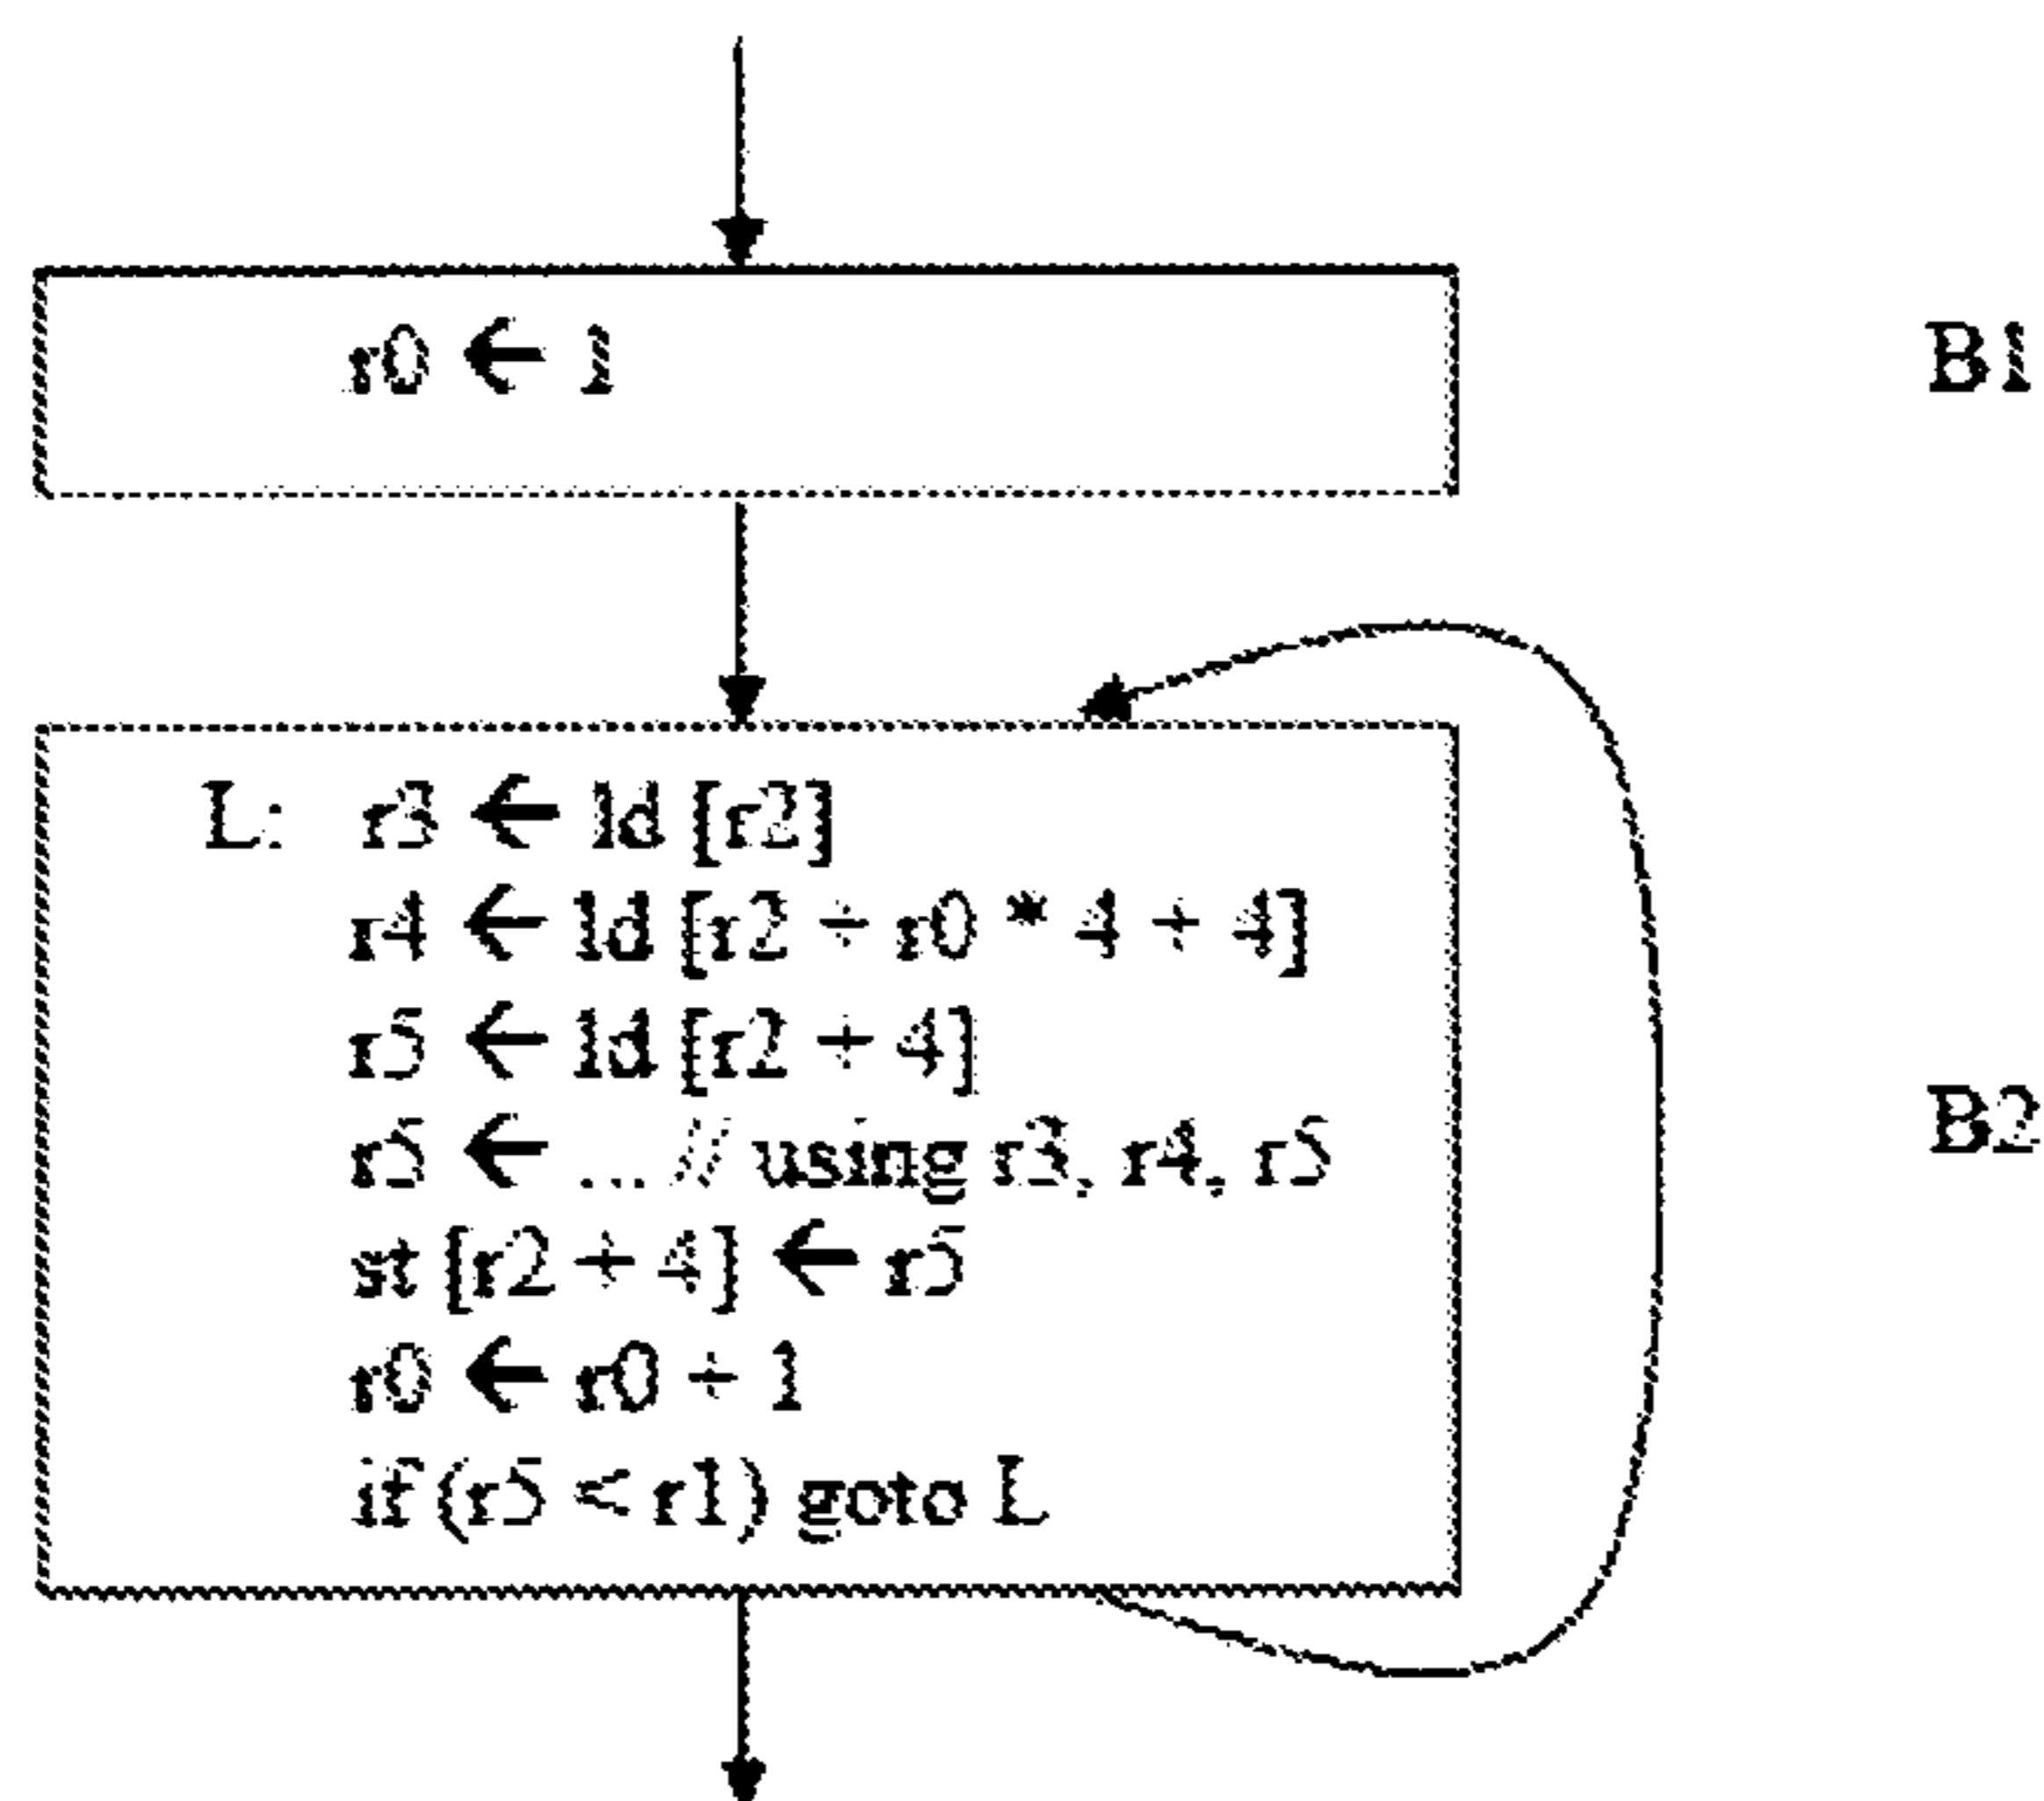 r0 ← 1
B1
L: r3 ← ld [r2]
r4 ← ld [r2 + r0 * 4 + 4]
r5 ← ld [r2 + 4]
r5 ← ... // using r3, r4, r5
st [r2 + 4] ← r5
r0 ← r0 + 1
if (r5 < r1) goto L
B2